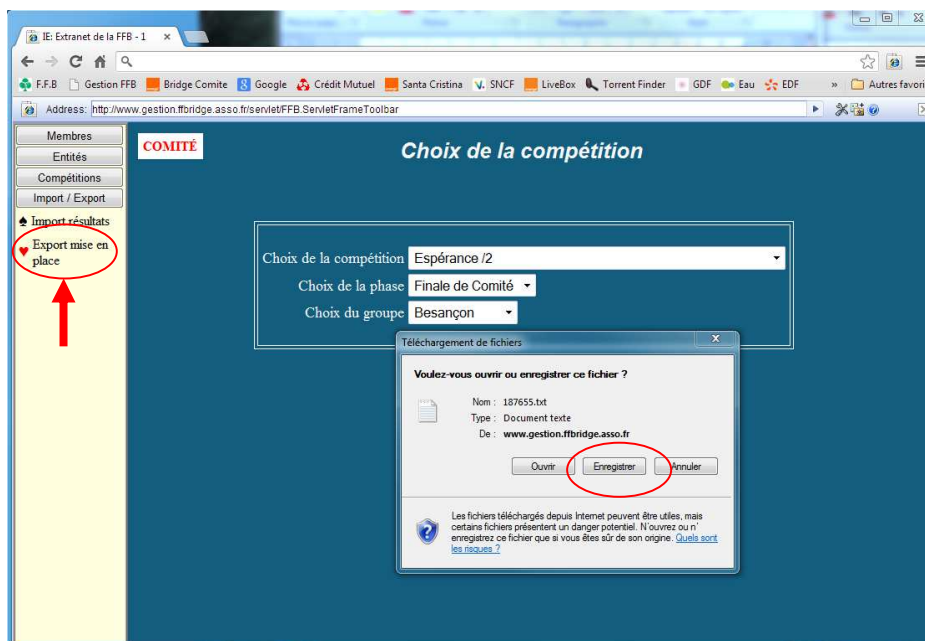 IE: Extranet de la FFB - 1
F.F.B Gestion FFB Bridge Comite Google Crédit Mutuel Santa Cristina SNCF LiveBox Torrent Finder GDF Eau EDF » Autres favori
Address: http://www.gestion.ffbridge.asso.fr/servlet/FFB.ServletFrameToolbar
Membres
Entités
Compétitions
Import / Export
Import résultats
Export mise en
place
COMITÉ
Choix de la compétition
Choix de la compétition Espérance /2
Choix de la phase Finale de Comité
Choix du groupe Besançon
Téléchargement de fichiers
Voulez-vous ouvrir ou enregistrer ce fichier ?
Nom : 187655.txt
Type : Document texte
De : www.gestion.ffbridge.asso.fr
Ouvrir Enregistrer Annuler
Les fichiers téléchargés depuis Internet peuvent être utiles, mais
certains fichiers présentent un danger potentiel. N'ouvrez ou n'
enregistrez ce fichier que si vous êtes sûr de son origine. Quels sont
les risques ?